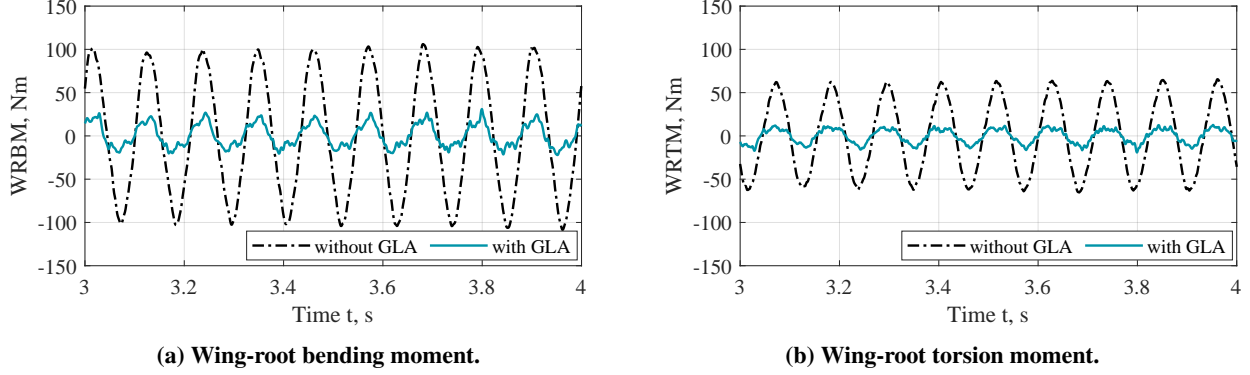 150
100
50
0
-50
-100
-150
WRBM, Nm
without GLA
with GLA
3
3.2
3.4
3.6
3.8
4
Time t, s
(a) Wing-root bending moment.
150
100
50
0
-50
-100
-150
WRTM, Nm
without GLA
with GLA
3
3.2
3.4
3.6
3.8
4
Time t, s
(b) Wing-root torsion moment.